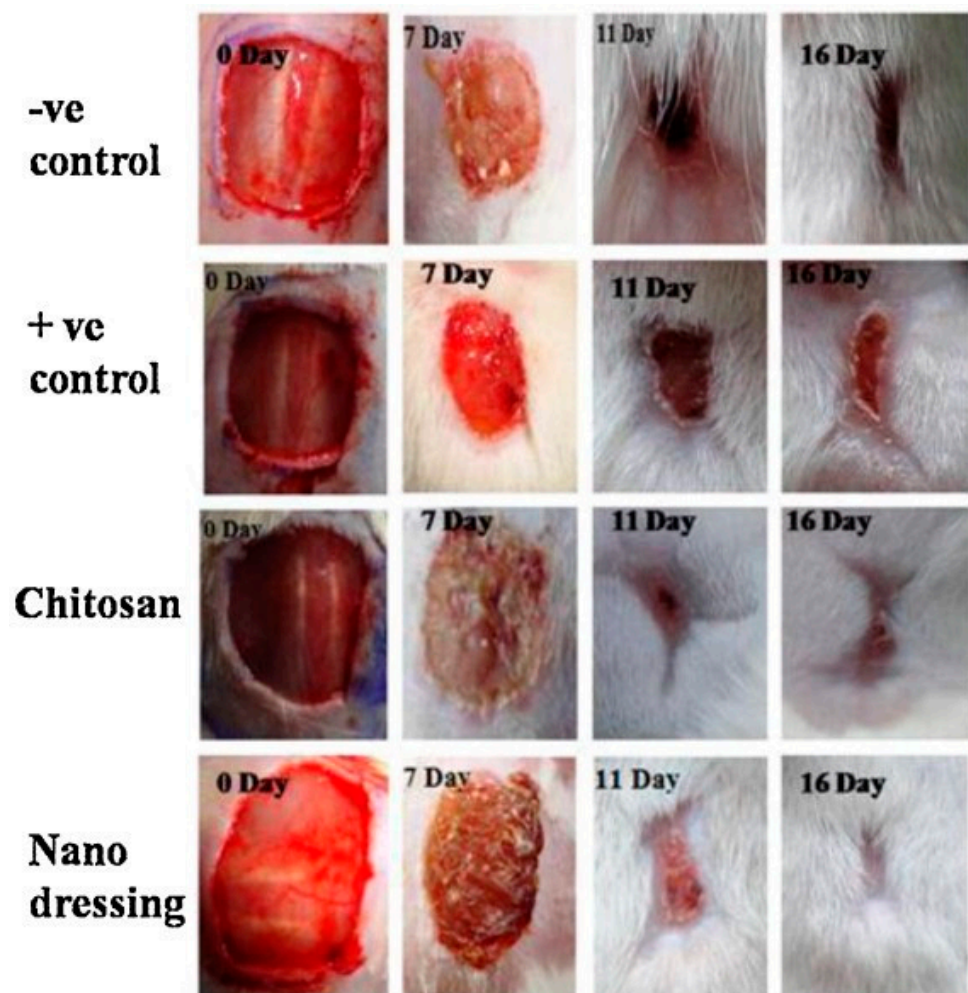 0 Day
7 Day
11 Day
16 Day
-ve
control
0 Day
7 Day
11 Day
16 Day
+ ve
control
0 Day
7 Day
11 Day
16 Day
Chitosan
0 Day
7 Day
11 Day
16 Day
Nano
dressing